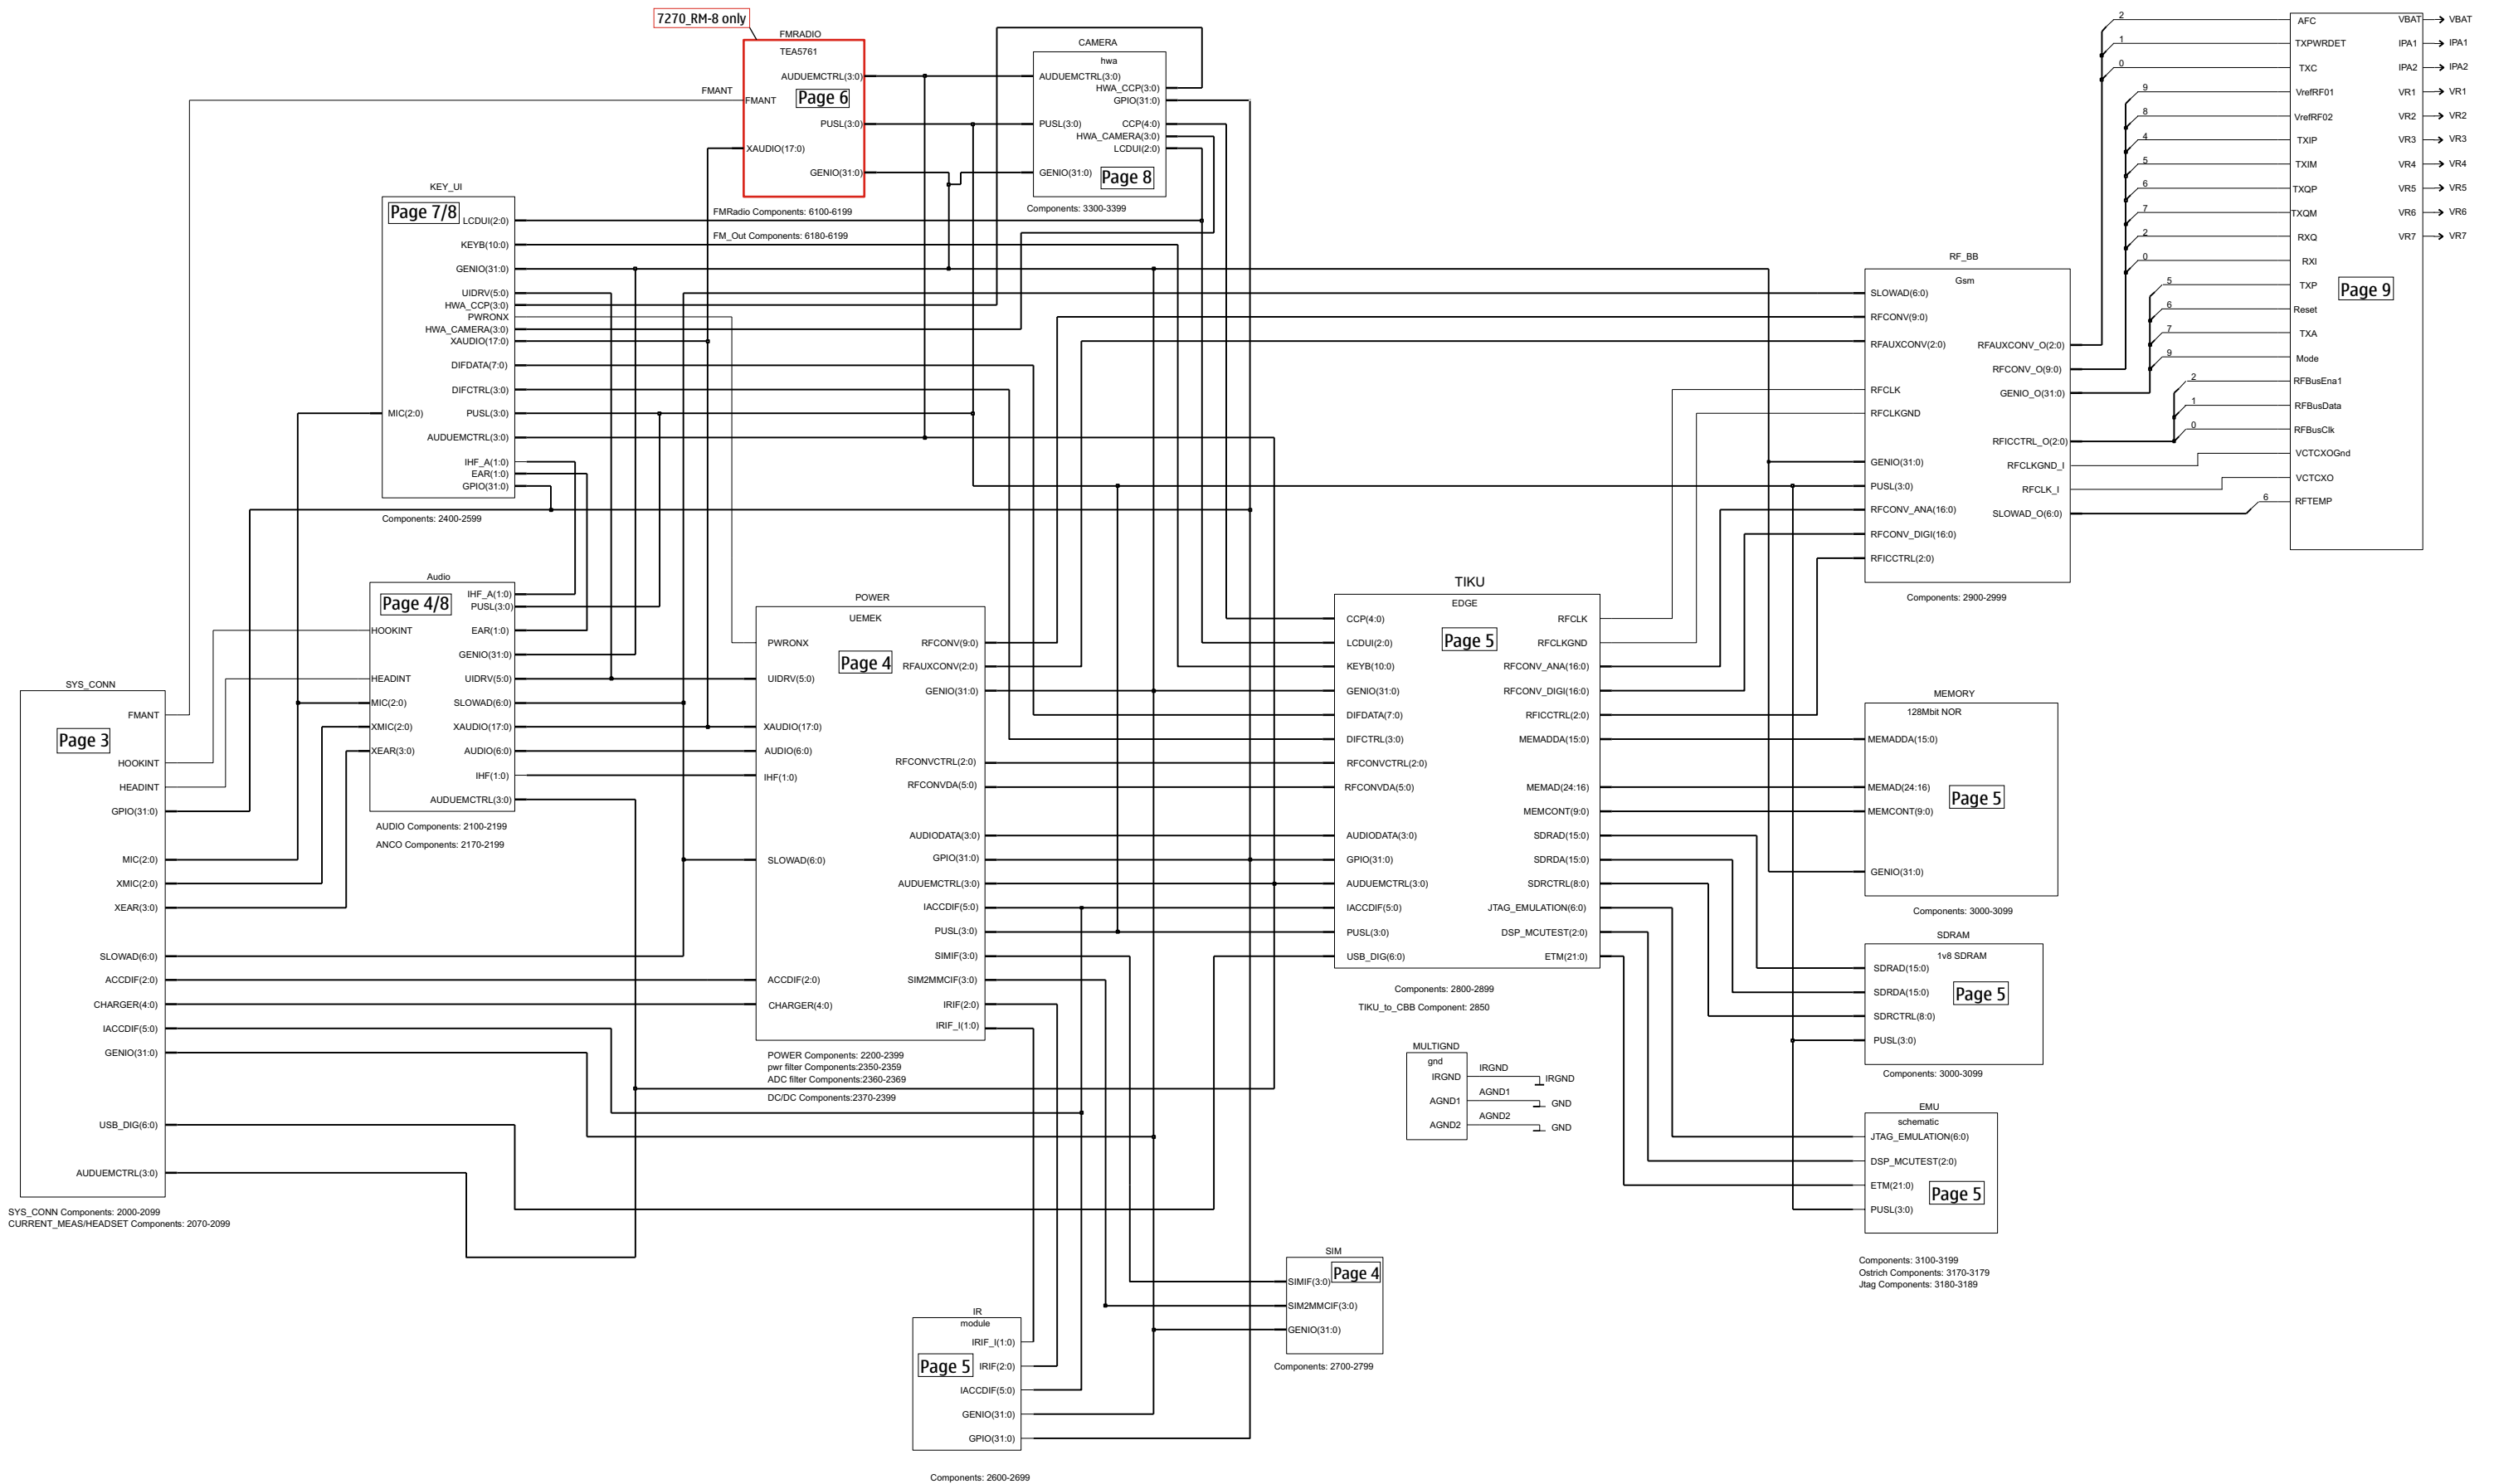 7270_RM-8 only
FMRADIO
TEA5761
AUDUEMCTRL(3:0)
Page 6
FMANT
FMANT
PUSL(3:0)
XAUDIO(17:0)
GENIO(31:0)
FMRadio Components: 6100-6199
FM_Out Components: 6180-6199
CAMERA
hwa
AUDUEMCTRL(3:0)
HWA_CCP(3:0)
GPIO(31:0)
PUSL(3:0)
CCP(4:0)
HWA_CAMERA(3:0)
LCDUI(2:0)
GENIO(31:0)
Page 8
Components: 3300-3399
KEY_UI
Page 7/8
LCDUI(2:0)
KEYB(10:0)
GENIO(31:0)
UIDRV(5:0)
HWA_CCP(3:0)
PWRONX
HWA_CAMERA(3:0)
XAUDIO(17:0)
DIFDATA(7:0)
DIFCTRL(3:0)
MIC(2:0)
PUSL(3:0)
AUDUEMCTRL(3:0)
IHF_A(1:0)
EAR(1:0)
GPIO(31:0)
Components: 2400-2599
Audio
IHF_A(1:0)
Page 4/8
PUSL(3:0)
HOOKINT
EAR(1:0)
GENIO(31:0)
HEADINT
UIDRV(5:0)
MIC(2:0)
SLOWAD(6:0)
XMIC(2:0)
XAUDIO(17:0)
XEAR(3:0)
AUDIO(6:0)
IHF(1:0)
AUDUEMCTRL(3:0)
AUDIO Components: 2100-2199
ANCO Components: 2170-2199
SYS_CONN
FMANT
Page 3
HOOKINT
HEADINT
GPIO(31:0)
MIC(2:0)
XMIC(2:0)
XEAR(3:0)
SLOWAD(6:0)
ACCDIF(2:0)
CHARGER(4:0)
IACCDIF(5:0)
GENIO(31:0)
USB_DIG(6:0)
AUDUEMCTRL(3:0)
SYS_CONN Components: 2000-2099
CURRENT_MEAS/HEADSET Components: 2070-2099
POWER
UEMEK
PWRONX
RFCONV(9:0)
Page 4
RFAUXCONV(2:0)
UIDRV(5:0)
GENIO(31:0)
XAUDIO(17:0)
AUDIO(6:0)
RFCONVCTRL(2:0)
IHF(1:0)
RFCONVDA(5:0)
AUDIODATA(3:0)
SLOWAD(6:0)
GPIO(31:0)
AUDUEMCTRL(3:0)
IACCDIF(5:0)
PUSL(3:0)
SIMIF(3:0)
ACCDIF(2:0)
SIM2MMCIF(3:0)
CHARGER(4:0)
IRIF(2:0)
IRIF_I(1:0)
POWER Components: 2200-2399
pwr filter Components:2350-2359
ADC filter Components:2360-2369
DC/DC Components:2370-2399
TIKU
EDGE
CCP(4:0)
RFCLK
Page 5
LCDUI(2:0)
RFCLKGND
KEYB(10:0)
RFCONV_ANA(16:0)
GENIO(31:0)
RFCONV_DIGI(16:0)
DIFDATA(7:0)
RFICCTRL(2:0)
DIFCTRL(3:0)
MEMADDA(15:0)
RFCONVCTRL(2:0)
RFCONVDA(5:0)
MEMAD(24:16)
MEMCONT(9:0)
AUDIODATA(3:0)
SDRAD(15:0)
GPIO(31:0)
SDRDA(15:0)
AUDUEMCTRL(3:0)
SDRCTRL(8:0)
IACCDIF(5:0)
JTAG_EMULATION(6:0)
PUSL(3:0)
DSP_MCUTEST(2:0)
USB_DIG(6:0)
ETM(21:0)
Components: 2800-2899
TIKU_to_CBB Component: 2850
MULTIGND
gnd
IRGND
IRGND
IRGND
AGND1
AGND1
GND
AGND2
AGND2
GND
IR
module
IRIF_I(1:0)
Page 5
IRIF(2:0)
IACCDIF(5:0)
GENIO(31:0)
GPIO(31:0)
Components: 2600-2699
SIM
Page 4
SIMIF(3:0)
SIM2MMCIF(3:0)
GENIO(31:0)
Components: 2700-2799
RF_BB
Gsm
SLOWAD(6:0)
RFCONV(9:0)
RFAUXCONV(2:0)
RFAUXCONV_O(2:0)
RFCONV_O(9:0)
RFCLK
GENIO_O(31:0)
RFCLKGND
RFICCTRL_O(2:0)
GENIO(31:0)
RFCLKGND_I
PUSL(3:0)
RFCLK_I
RFCONV_ANA(16:0)
SLOWAD_O(6:0)
RFCONV_DIGI(16:0)
RFICCTRL(2:0)
Components: 2900-2999
MEMORY
128Mbit NOR
MEMADDA(15:0)
MEMAD(24:16)
Page 5
MEMCONT(9:0)
GENIO(31:0)
Components: 3000-3099
SDRAM
1v8 SDRAM
SDRAD(15:0)
SDRDA(15:0)
Page 5
SDRCTRL(8:0)
PUSL(3:0)
Components: 3000-3099
EMU
schematic
JTAG_EMULATION(6:0)
DSP_MCUTEST(2:0)
ETM(21:0)
Page 5
PUSL(3:0)
Components: 3100-3199
Ostrich Components: 3170-3179
Jtag Components: 3180-3189
2 AFC VBAT VBAT
1 TXPWRDET IPA1 IPA1
0 TXC IPA2 IPA2
9 VrefRF01 VR1 VR1
8 VrefRF02 VR2 VR2
4 TXIP VR3 VR3
5 TXIM VR4 VR4
6 TXQP VR5 VR5
7 TXQM VR6 VR6
2 RXQ VR7 VR7
0 RXI
5 TXP
Page 9
6 Reset
7 TXA
9 Mode
2 RFBusEna1
1 RFBusData
0 RFBusClk
VCTCXOGnd
VCTCXO
6 RFTEMP